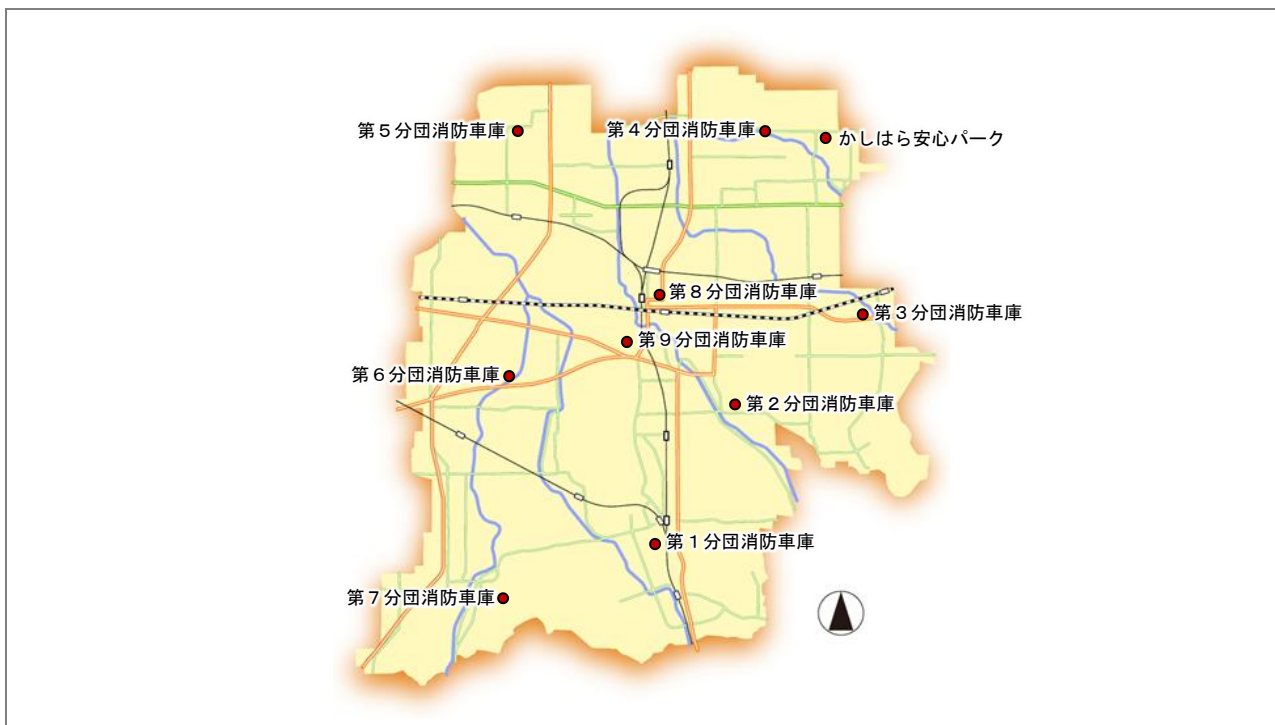 第５分団消防車庫
第４分団消防車庫
かしはら安心パーク
第８分団消防車庫
第３分団消防車庫
第９分団消防車庫
第６分団消防車庫
第２分団消防車庫
第１分団消防車庫
第７分団消防車庫